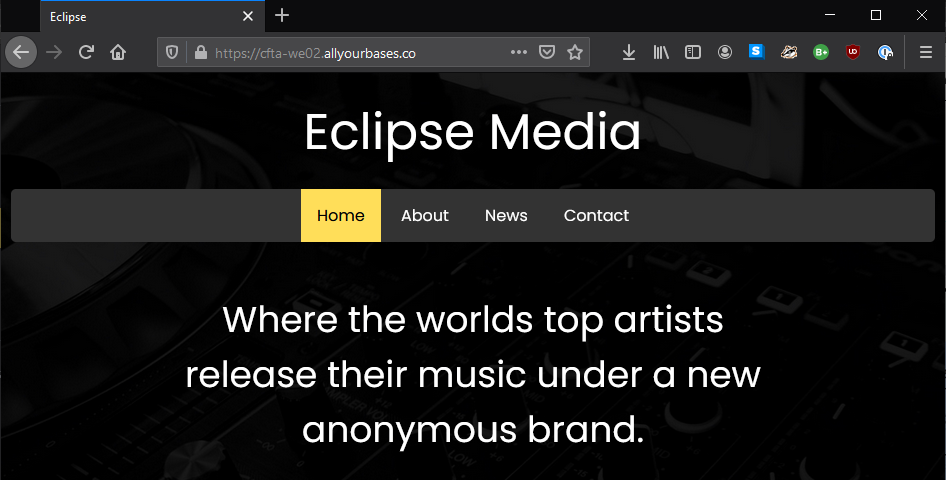 Eclipse
https://cfta-we02.allyourbases.co
S
B+
UD
Eclipse Media
Home About News Contact
Where the worlds top artists
release their music under a new
anonymous brand.